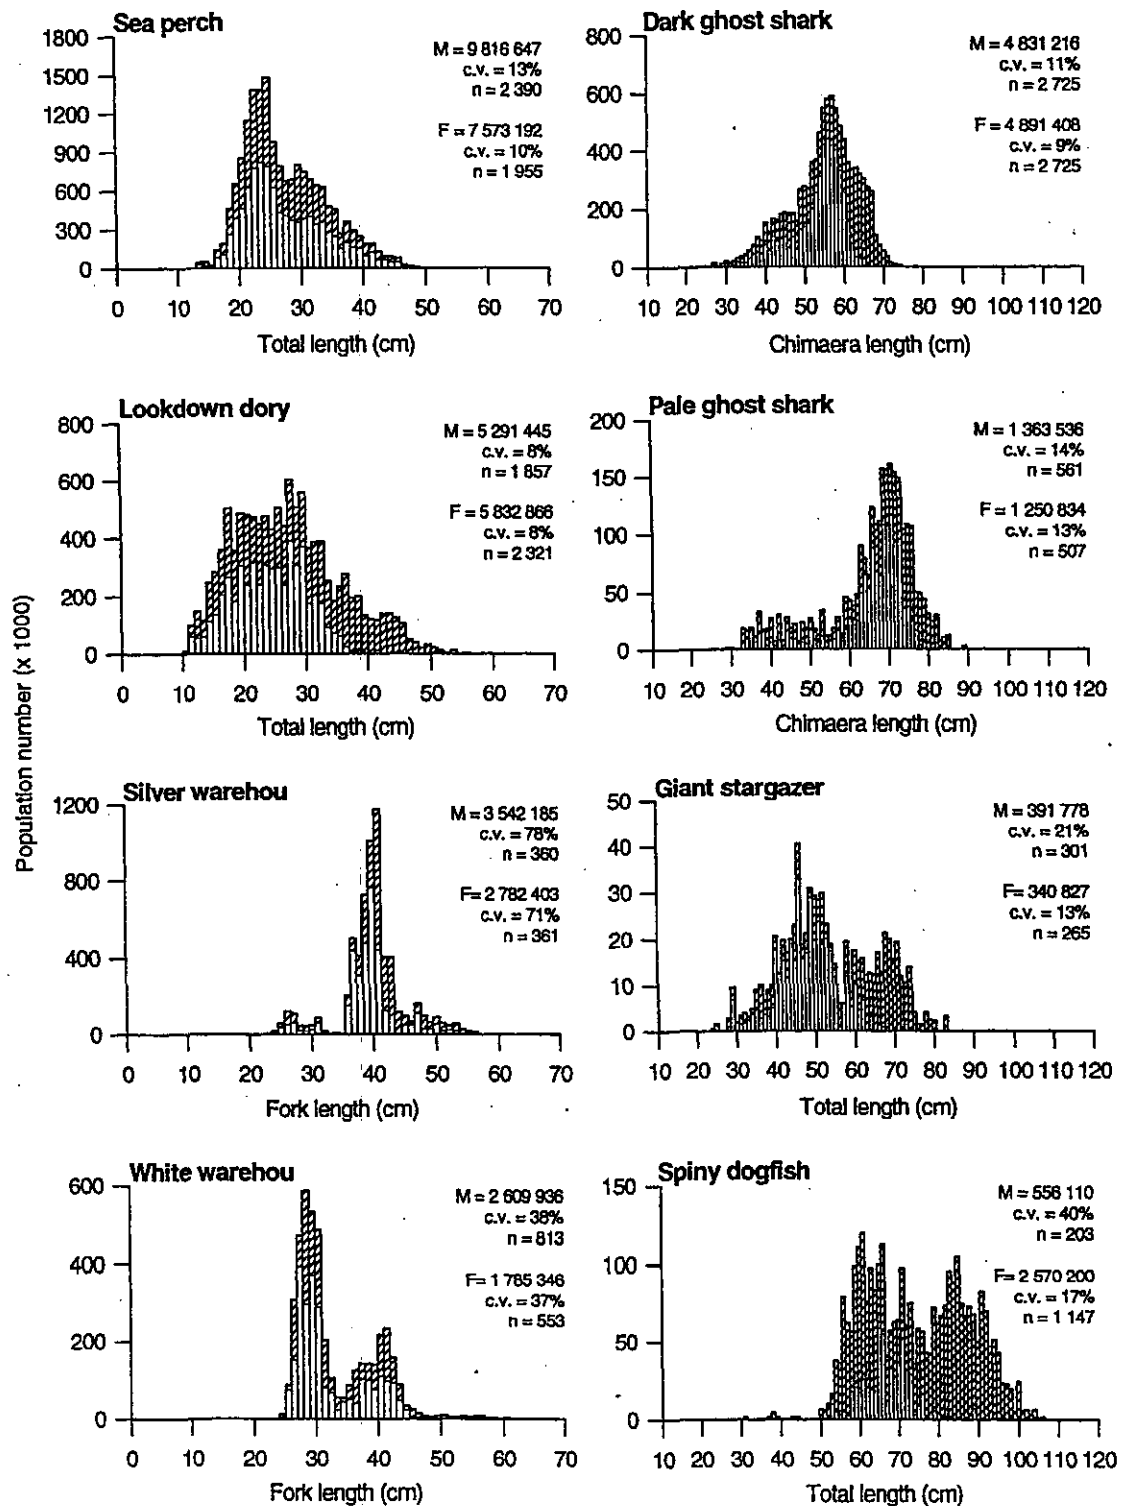 Sea perch
1800
1500
1200
900
600
300
0
M = 9 816 647
c.v. = 13%
n = 2 390
F = 7 573 192
c.v. = 10%
n = 1 955
0 10 20 30 40 50 60 70
Total length (cm)
Dark ghost shark
800
600
400
200
0
M = 4 831 216
c.v. = 11%
n = 2 725
F = 4 891 408
c.v. = 9%
n = 2 725
10 20 30 40 50 60 70 80 90 100 110 120
Chimaera length (cm)
Lookdown dory
800
600
400
200
0
M = 5 291 445
c.v. = 8%
n = 1 857
F = 5 832 866
c.v. = 8%
n = 2 321
0 10 20 30 40 50 60 70
Total length (cm)
Pale ghost shark
200
150
100
50
0
M = 1 363 536
c.v. = 14%
n = 561
F = 1 250 834
c.v. = 13%
n = 507
10 20 30 40 50 60 70 80 90 100 110 120
Chimaera length (cm)
Population number (x 1000)
Silver warehou
1200
800
400
0
M = 3 542 185
c.v. = 78%
n = 360
F= 2 782 403
c.v. = 71%
n = 361
0 10 20 30 40 50 60 70
Fork length (cm)
Giant stargazer
50
40
30
20
10
0
M = 391 778
c.v. = 21%
n = 301
F= 340 827
c.v. = 13%
n = 265
10 20 30 40 50 60 70 80 90 100 110 120
Total length (cm)
White warehou
600
400
200
0
M = 2 609 936
c.v. = 38%
n = 813
F= 1 785 346
c.v. = 37%
n = 553
0 10 20 30 40 50 60 70
Fork length (cm)
Spiny dogfish
150
100
50
0
M = 556 110
c.v. = 40%
n = 203
F= 2 570 200
c.v. = 17%
n = 1 147
10 20 30 40 50 60 70 80 90 100 110 120
Total length (cm)